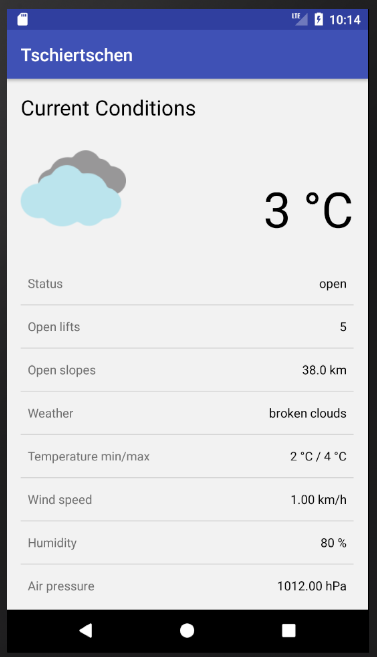 LTE 10:14
Tschiertschen
Current Conditions
3 °C
Status open
Open lifts 5
Open slopes 38.0 km
Weather broken clouds
Temperature min/max 2 °C / 4 °C
Wind speed 1.00 km/h
Humidity 80 %
Air pressure 1012.00 hPa